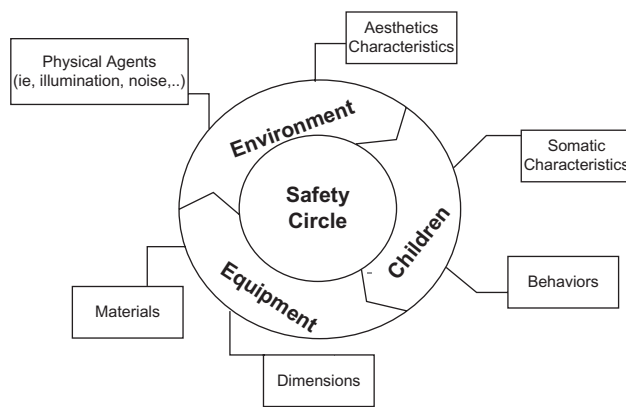 Aesthetics
Characteristics
Physical Agents
(ie, illumination, noise,..)
Environment
Somatic
Characteristics
Safety
Circle
Children
Behaviors
Equipment
Materials
Dimensions